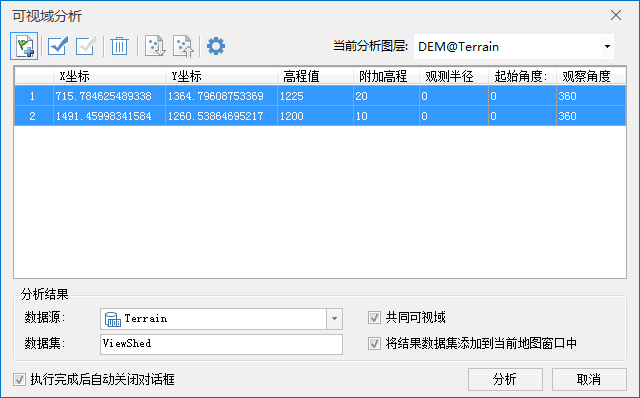 可视域分析
当前分析图层: DEM@Terrain
X坐标 Y坐标 高程值 附加高程 观测半径 起始角度: 观察角度
1 715.784625489338 1364.79608753369 1225 20 0 0 360
2 1491.45998341584 1260.53864695217 1200 10 0 0 360
分析结果
数据源: Terrain 共同可视域
数据集: ViewShed 将结果数据集添加到当前地图窗口中
执行完成后自动关闭对话框 分析 取消